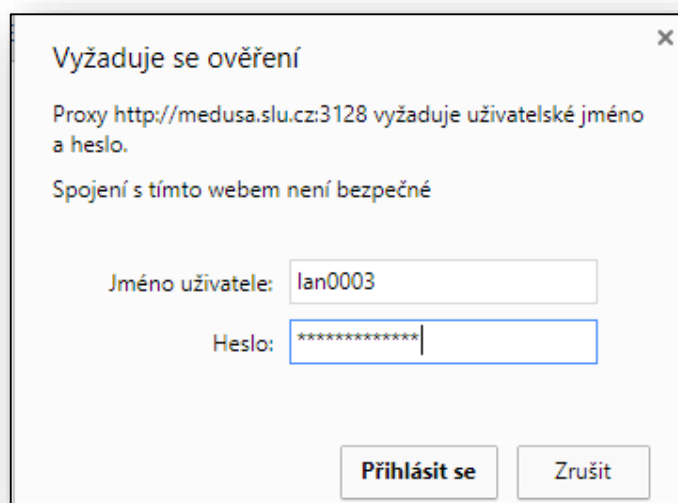 Vyžaduje se ověření
Proxy http://medusa.slu.cz:3128 vyžaduje uživatelské jméno
a heslo.
Spojení s tímto webem není bezpečné
Jméno uživatele: lan0003
Heslo: *************
Přihlásit se Zrušit